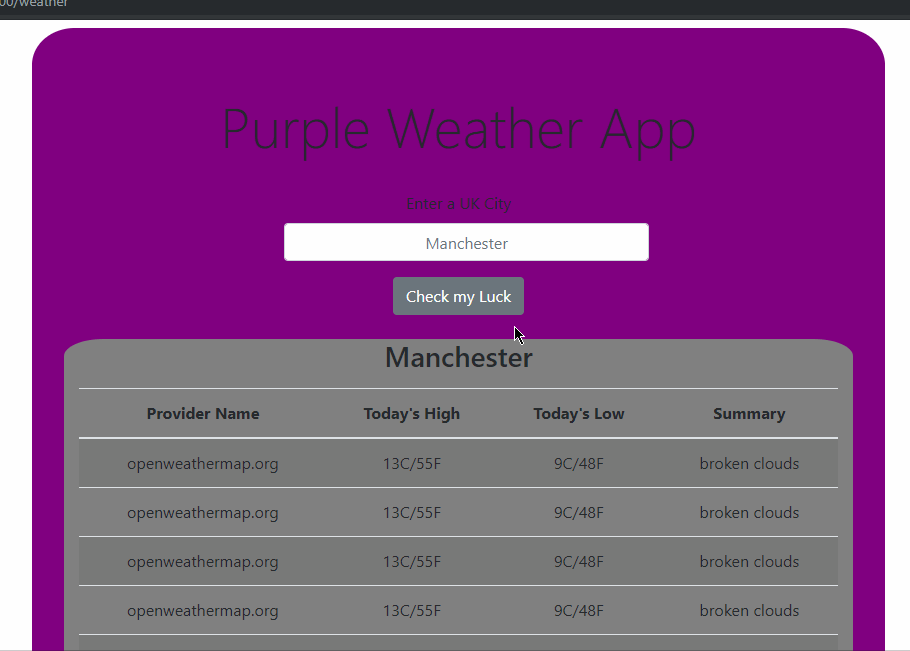 00/weather
Purple Weather App
Enter a UK City
Manchester
Check my Luck
Manchester
Provider Name Today's High Today's Low Summary
openweathermap.org 13C/55F 9C/48F broken clouds
openweathermap.org 13C/55F 9C/48F broken clouds
openweathermap.org 13C/55F 9C/48F broken clouds
openweathermap.org 13C/55F 9C/48F broken clouds